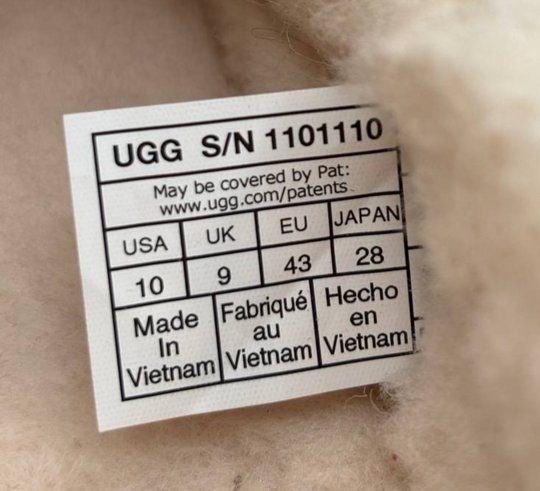 UGG S/N 1101110
May be covered by Pat:
www.ugg.com/patents
USA UK EU JAPAN
10 9 43 28
Made In Vietnam
Fabriqué au Vietnam
Hecho en Vietnam